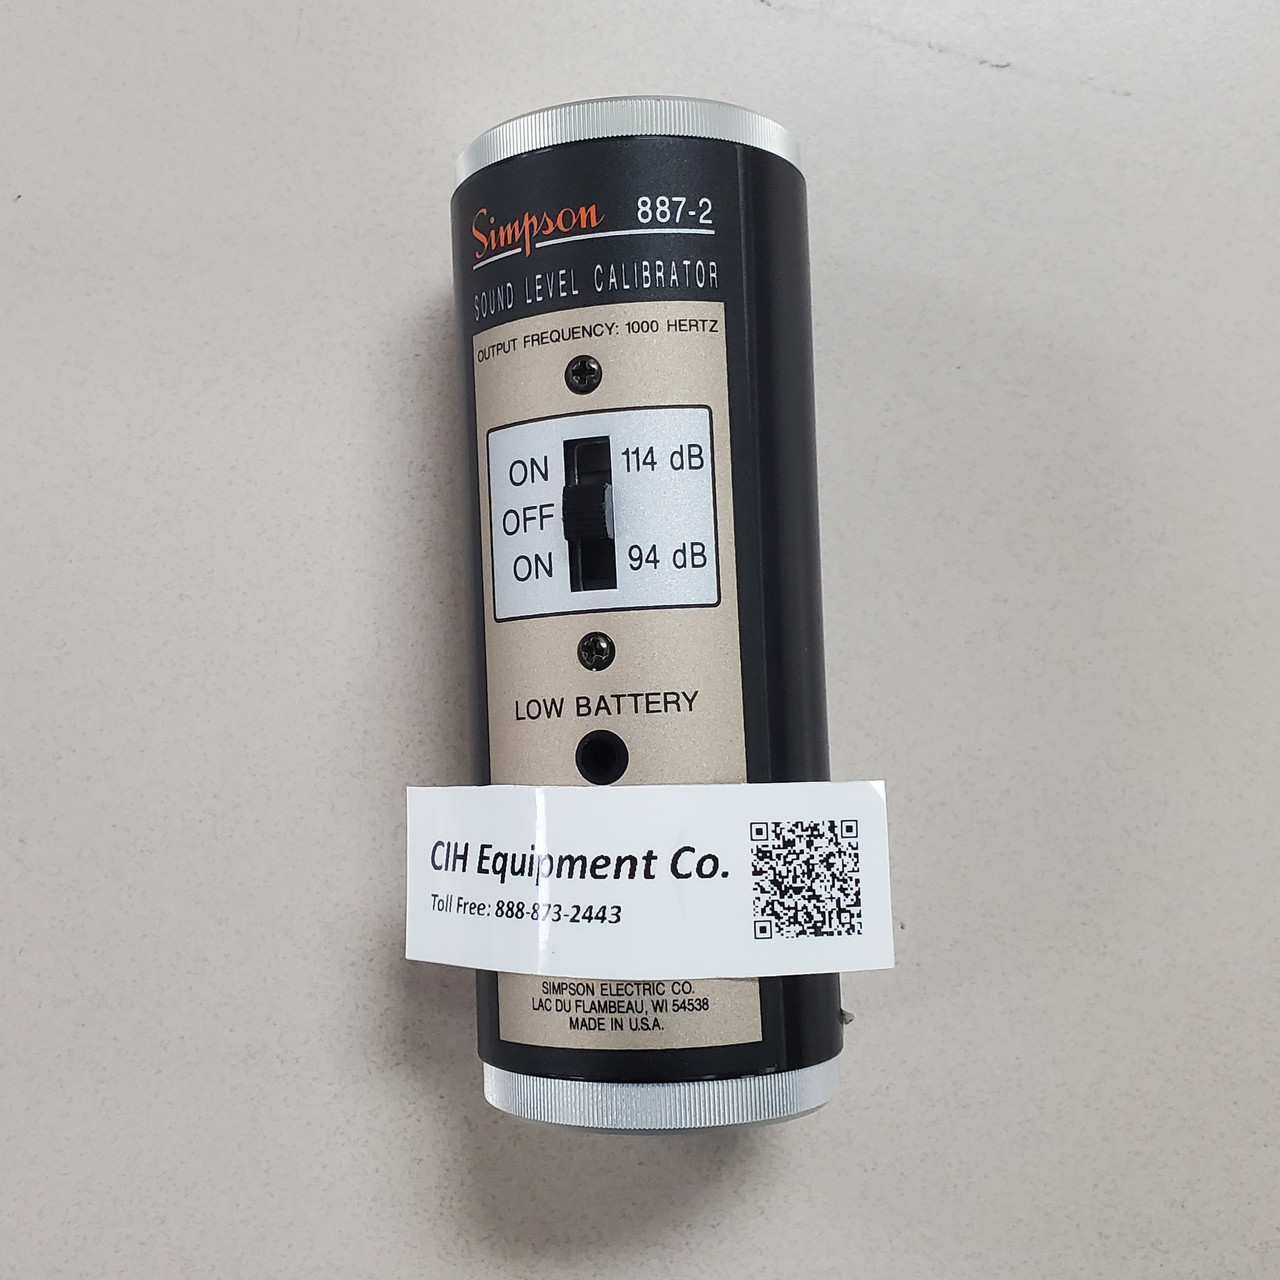 Simpson 887-2
SOUND LEVEL CALIBRATOR
OUTPUT FREQUENCY: 1000 HERTZ
ON 114 dB
OFF
ON 94 dB
LOW BATTERY
CIH Equipment Co.
Toll Free: 888-873-2443
SIMPSON ELECTRIC CO.
LAC DU FLAMBEAU, WI 54538
MADE IN U.S.A.